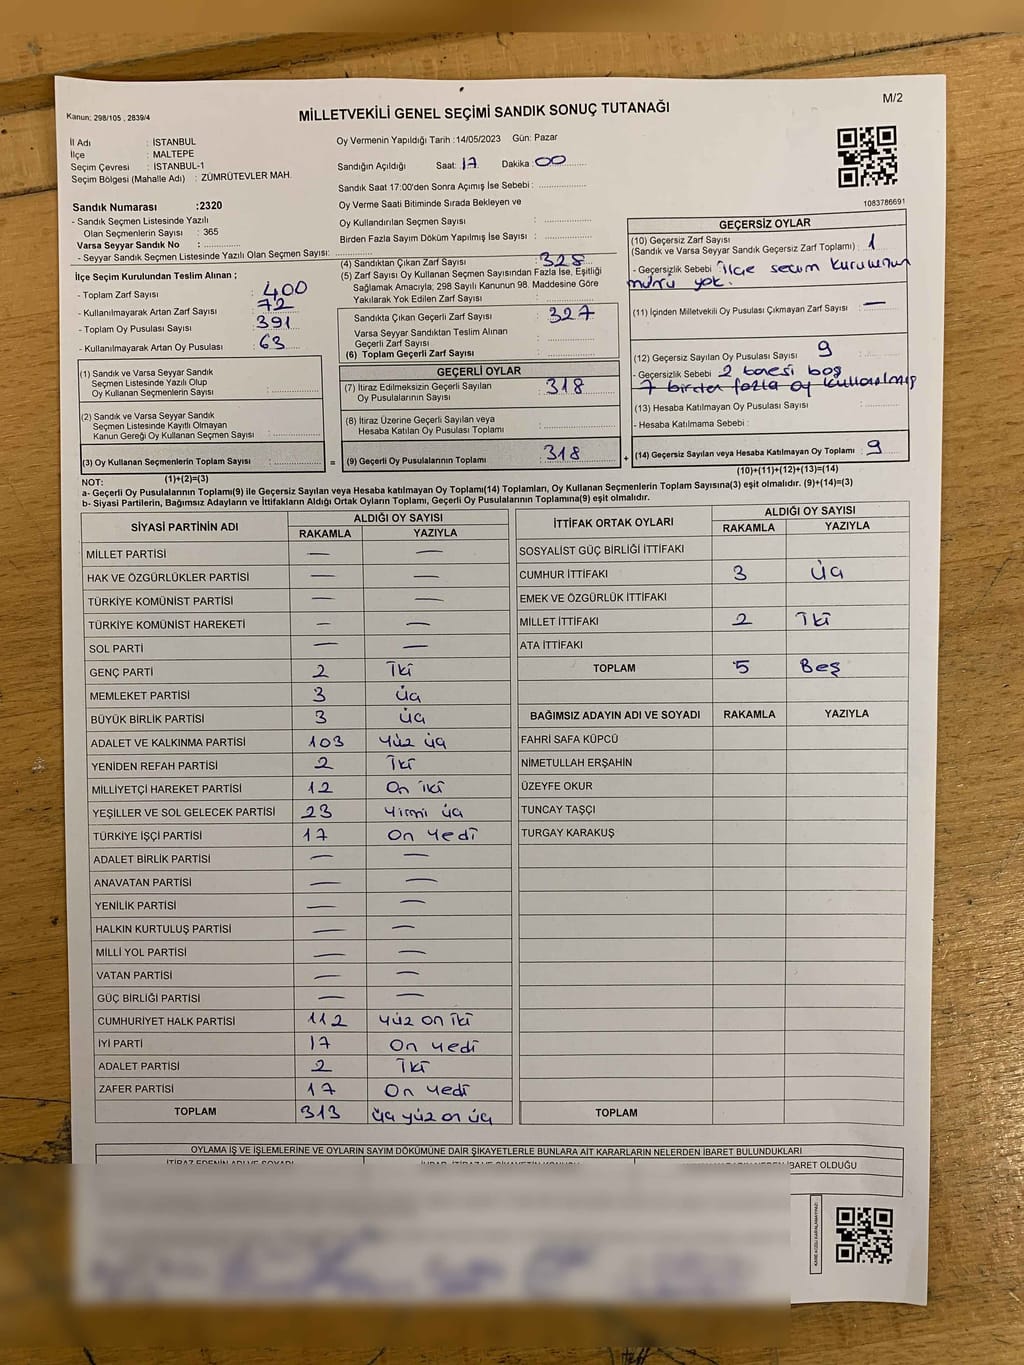 M/2
Kanun: 298/105 , 2839/4
MİLLETVEKİLİ GENEL SEÇİMİ SANDIK SONUÇ TUTANAĞI
İl Adı : İSTANBUL
İlçe : MALTEPE
Seçim Çevresi : İSTANBUL-1
Seçim Bölgesi (Mahalle Adı) : ZÜMRÜTEVLER MAH.
Sandık Numarası :2320
- Sandık Seçmen Listesinde Yazılı
Olan Seçmenlerin Sayısı : 365
Varsa Seyyar Sandık No : ..............
- Seyyar Sandık Seçmen Listesinde Yazılı Olan Seçmen Sayısı: ..............
Oy Vermenin Yapıldığı Tarih :14/05/2023 Gün: Pazar
Sandığın Açıldığı Saat: 17 Dakika: 00
Sandık Saat 17:00'den Sonra Açımış İse Sebebi: ..............
Oy Verme Saati Bitiminde Sırada Bekleyen ve
Oy Kullandırılan Seçmen Sayısı : ..............
Birden Fazla Sayım Döküm Yapılmış İse Sayısı : ..............
1083786691
İlçe Seçim Kurulundan Teslim Alınan ;
- Toplam Zarf Sayısı : 400
- Kullanılmayarak Artan Zarf Sayısı : 72
- Toplam Oy Pusulası Sayısı : 391
- Kullanılmayarak Artan Oy Pusulası : 63
(1) Sandık ve Varsa Seyyar Sandık
Seçmen Listesinde Yazılı Olup
Oy Kullanan Seçmenlerin Sayısı : ..............
(2) Sandık ve Varsa Seyyar Sandık
Seçmen Listesinde Kayıtlı Olmayan
Kanun Gereği Oy Kullanan Seçmen Sayısı : ..............
(3) Oy Kullanan Seçmenlerin Toplam Sayısı : ..............
(1)+(2)=(3)
(4) Sandıktan Çıkan Zarf Sayısı : 328
(5) Zarf Sayısı Oy Kullanan Seçmen Sayısından Fazla İse, Eşitliği
Sağlamak Amacıyla; 298 Sayılı Kanunun 98. Maddesine Göre
Yakılarak Yok Edilen Zarf Sayısı : ..............
Sandıkta Çıkan Geçerli Zarf Sayısı : 327
Varsa Seyyar Sandıktan Teslim Alınan
Geçerli Zarf Sayısı : ..............
(6) Toplam Geçerli Zarf Sayısı : ..............
GEÇERLİ OYLAR
(7) İtiraz Edilmeksizin Geçerli Sayılan
Oy Pusulalarının Sayısı : 318
(8) İtiraz Üzerine Geçerli Sayılan veya
Hesaba Katılan Oy Pusulası Toplamı : ..............
= (9) Geçerli Oy Pusulalarının Toplamı : 318
GEÇERSİZ OYLAR
(10) Geçersiz Zarf Sayısı
(Sandık ve Varsa Seyyar Sandık Geçersiz Zarf Toplamı) : 1
- Geçersizlik Sebebi : ilçe seçim kurulunun
mührü yok.
(11) İçinden Milletvekili Oy Pusulası Çıkmayan Zarf Sayısı : —
(12) Geçersiz Sayılan Oy Pusulası Sayısı : 9
- Geçersizlik Sebebi : 2 tanesi boş
7 birden fazla oy kullanılmış
(13) Hesaba Katılmayan Oy Pusulası Sayısı : ..............
- Hesaba Katılmama Sebebi :
+ (14) Geçersiz Sayılan veya Hesaba Katılmayan Oy Toplamı : 9
(10)+(11)+(12)+(13)=(14)
NOT:
a- Geçerli Oy Pusulalarının Toplamı(9) ile Geçersiz Sayılan veya Hesaba katılmayan Oy Toplamı(14) Toplamları, Oy Kullanan Seçmenlerin Toplam Sayısına(3) eşit olmalıdır. (9)+(14)=(3)
b- Siyasi Partilerin, Bağımsız Adayların ve İttifakların Aldığı Ortak Oyların Toplamı, Geçerli Oy Pusulalarının Toplamına(9) eşit olmalıdır.
SİYASİ PARTİNİN ADI ALDIĞI OY SAYISI
RAKAMLA YAZIYLA
MİLLET PARTİSİ — —
HAK VE ÖZGÜRLÜKLER PARTİSİ — —
TÜRKİYE KOMÜNİST PARTİSİ — —
TÜRKİYE KOMÜNİST HAREKETİ — —
SOL PARTİ — —
GENÇ PARTİ 2 İki
MEMLEKET PARTİSİ 3 üç
BÜYÜK BİRLİK PARTİSİ 3 üç
ADALET VE KALKINMA PARTİSİ 103 Yüz üç
YENİDEN REFAH PARTİSİ 2 İki
MİLLİYETÇİ HAREKET PARTİSİ 12 On iki
YEŞİLLER VE SOL GELECEK PARTİSİ 23 Yirmi üç
TÜRKİYE İŞÇİ PARTİSİ 17 On Yedi
ADALET BİRLİK PARTİSİ — —
ANAVATAN PARTİSİ — —
YENİLİK PARTİSİ — —
HALKIN KURTULUŞ PARTİSİ — —
MİLLİ YOL PARTİSİ — —
VATAN PARTİSİ — —
GÜÇ BİRLİĞİ PARTİSİ — —
CUMHURİYET HALK PARTİSİ 112 Yüz on iki
İYİ PARTİ 17 On Yedi
ADALET PARTİSİ 2 İki
ZAFER PARTİSİ 17 On Yedi
TOPLAM 313 üç yüz on üç
İTTİFAK ORTAK OYLARI ALDIĞI OY SAYISI
RAKAMLA YAZIYLA
SOSYALİST GÜÇ BİRLİĞİ İTTİFAKI
CUMHUR İTTİFAKI 3 üç
EMEK VE ÖZGÜRLÜK İTTİFAKI
MİLLET İTTİFAKI 2 İki
ATA İTTİFAKI
TOPLAM 5 Beş
BAĞIMSIZ ADAYIN ADI VE SOYADI RAKAMLA YAZIYLA
FAHRİ SAFA KÜPCÜ
NİMETULLAH ERŞAHİN
ÜZEYFE OKUR
TUNCAY TAŞÇI
TURGAY KARAKUŞ
TOPLAM
OYLAMA İŞ VE İŞLEMLERİNE VE OYLARIN SAYIM DÖKÜMÜNE DAİR ŞİKAYETLERLE BUNLARA AİT KARARLARIN NELERDEN İBARET BULUNDUKLARI
İTİRAZ EDENİN ADI VE SOYADI
İBARET OLDUĞU